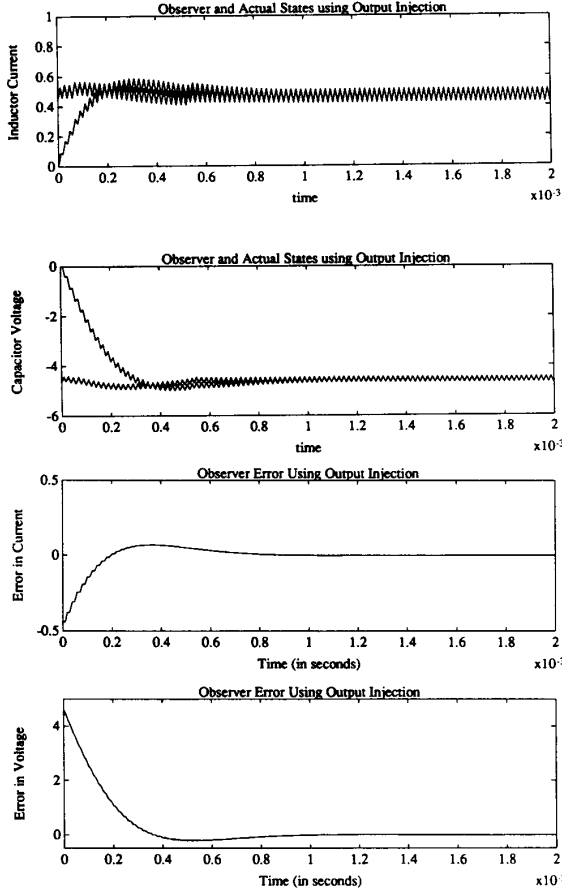 Observer and Actual States using Output Injection
1
0.8
0.6
0.4
0.2
0
Inductor Current
0 0.2 0.4 0.6 0.8 1 1.2 1.4 1.6 1.8 2
x10-3
time
Observer and Actual States using Output Injection
0
-2
-4
-6
Capacitor Voltage
0 0.2 0.4 0.6 0.8 1 1.2 1.4 1.6 1.8 2
x10-3
time
Observer Error Using Output Injection
0.5
0
-0.5
Error in Current
0 0.2 0.4 0.6 0.8 1 1.2 1.4 1.6 1.8 2
x10-3
Time (in seconds)
Observer Error Using Output Injection
4
2
0
Error in Voltage
0 0.2 0.4 0.6 0.8 1 1.2 1.4 1.6 1.8 2
x10-3
Time (in seconds)